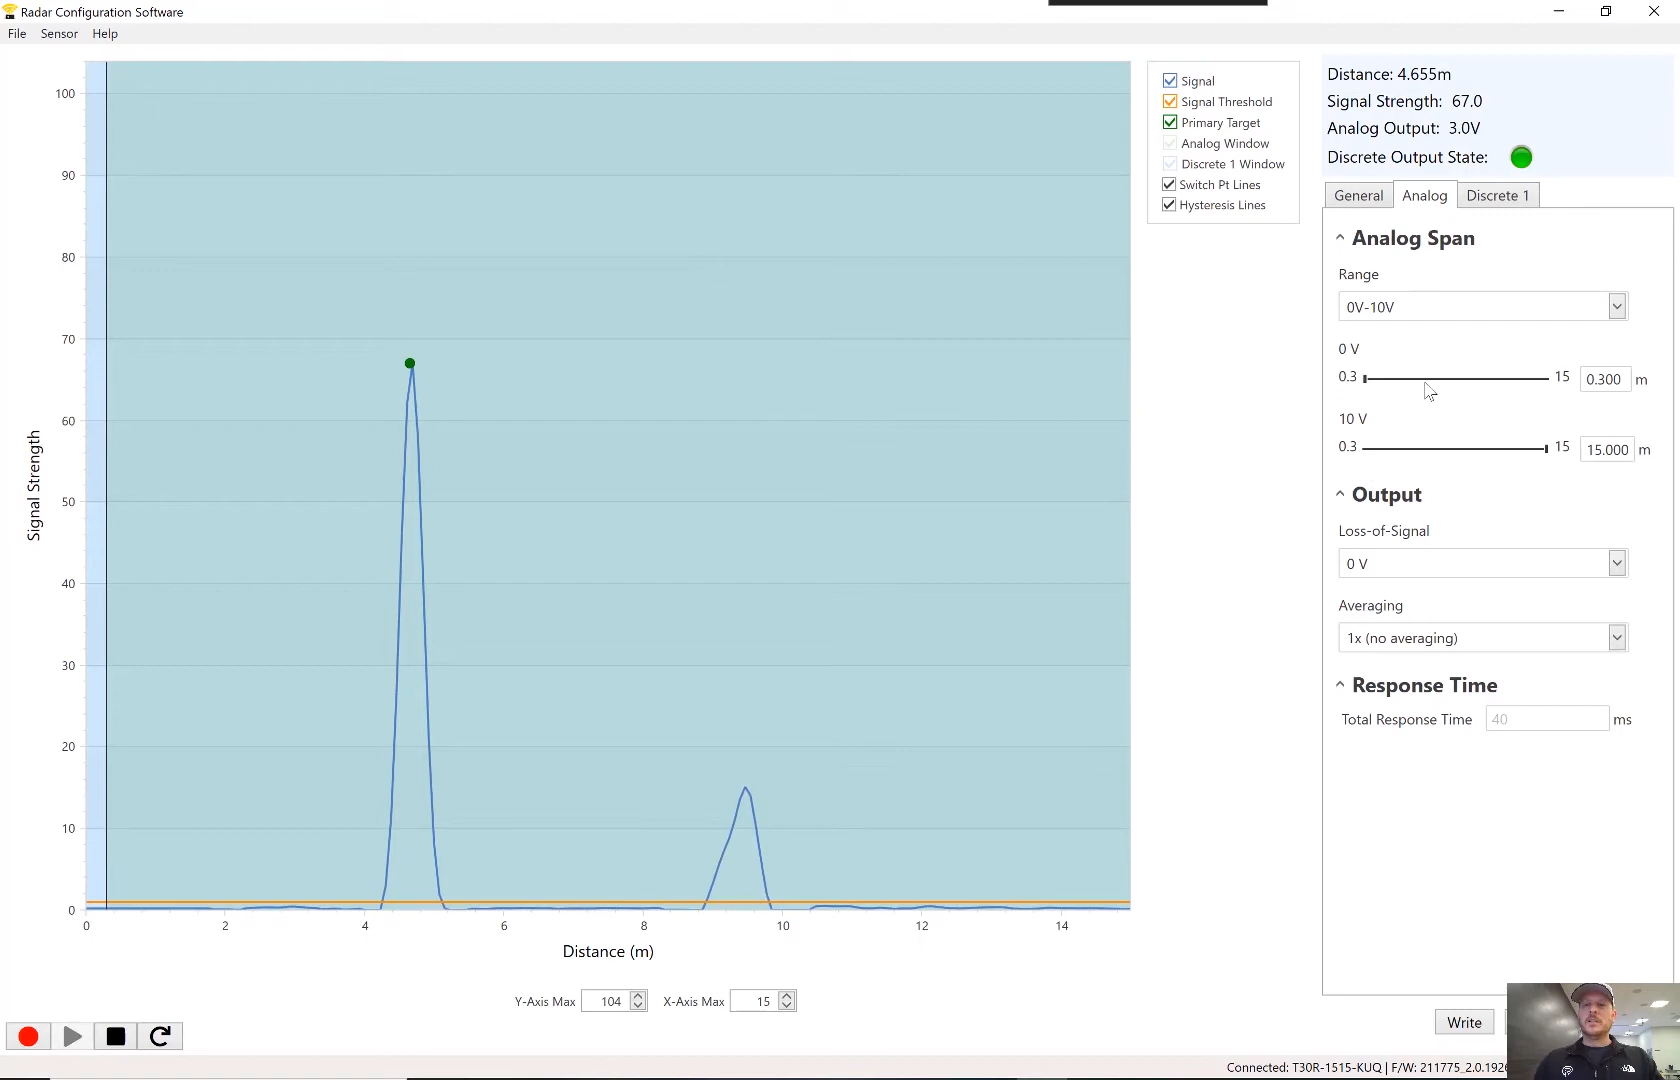 Radar Configuration Software
File Sensor Help
100
90
80
70
60
50
40
30
20
10
0
Signal Strength
0 2 4 6 8 10 12 14
Distance (m)
Y-Axis Max 104 X-Axis Max 15
Signal
Signal Threshold
Primary Target
Analog Window
Discrete 1 Window
Switch Pt Lines
Hysteresis Lines
Distance: 4.655m
Signal Strength: 67.0
Analog Output: 3.0V
Discrete Output State:
General Analog Discrete 1
Analog Span
Range
0V-10V
0 V
0.3 15 0.300 m
10 V
0.3 15 15.000 m
Output
Loss-of-Signal
0 V
Averaging
1x (no averaging)
Response Time
Total Response Time 40 ms
Write
Connected: T30R-1515-KUQ | F/W: 211775_2.0.1926